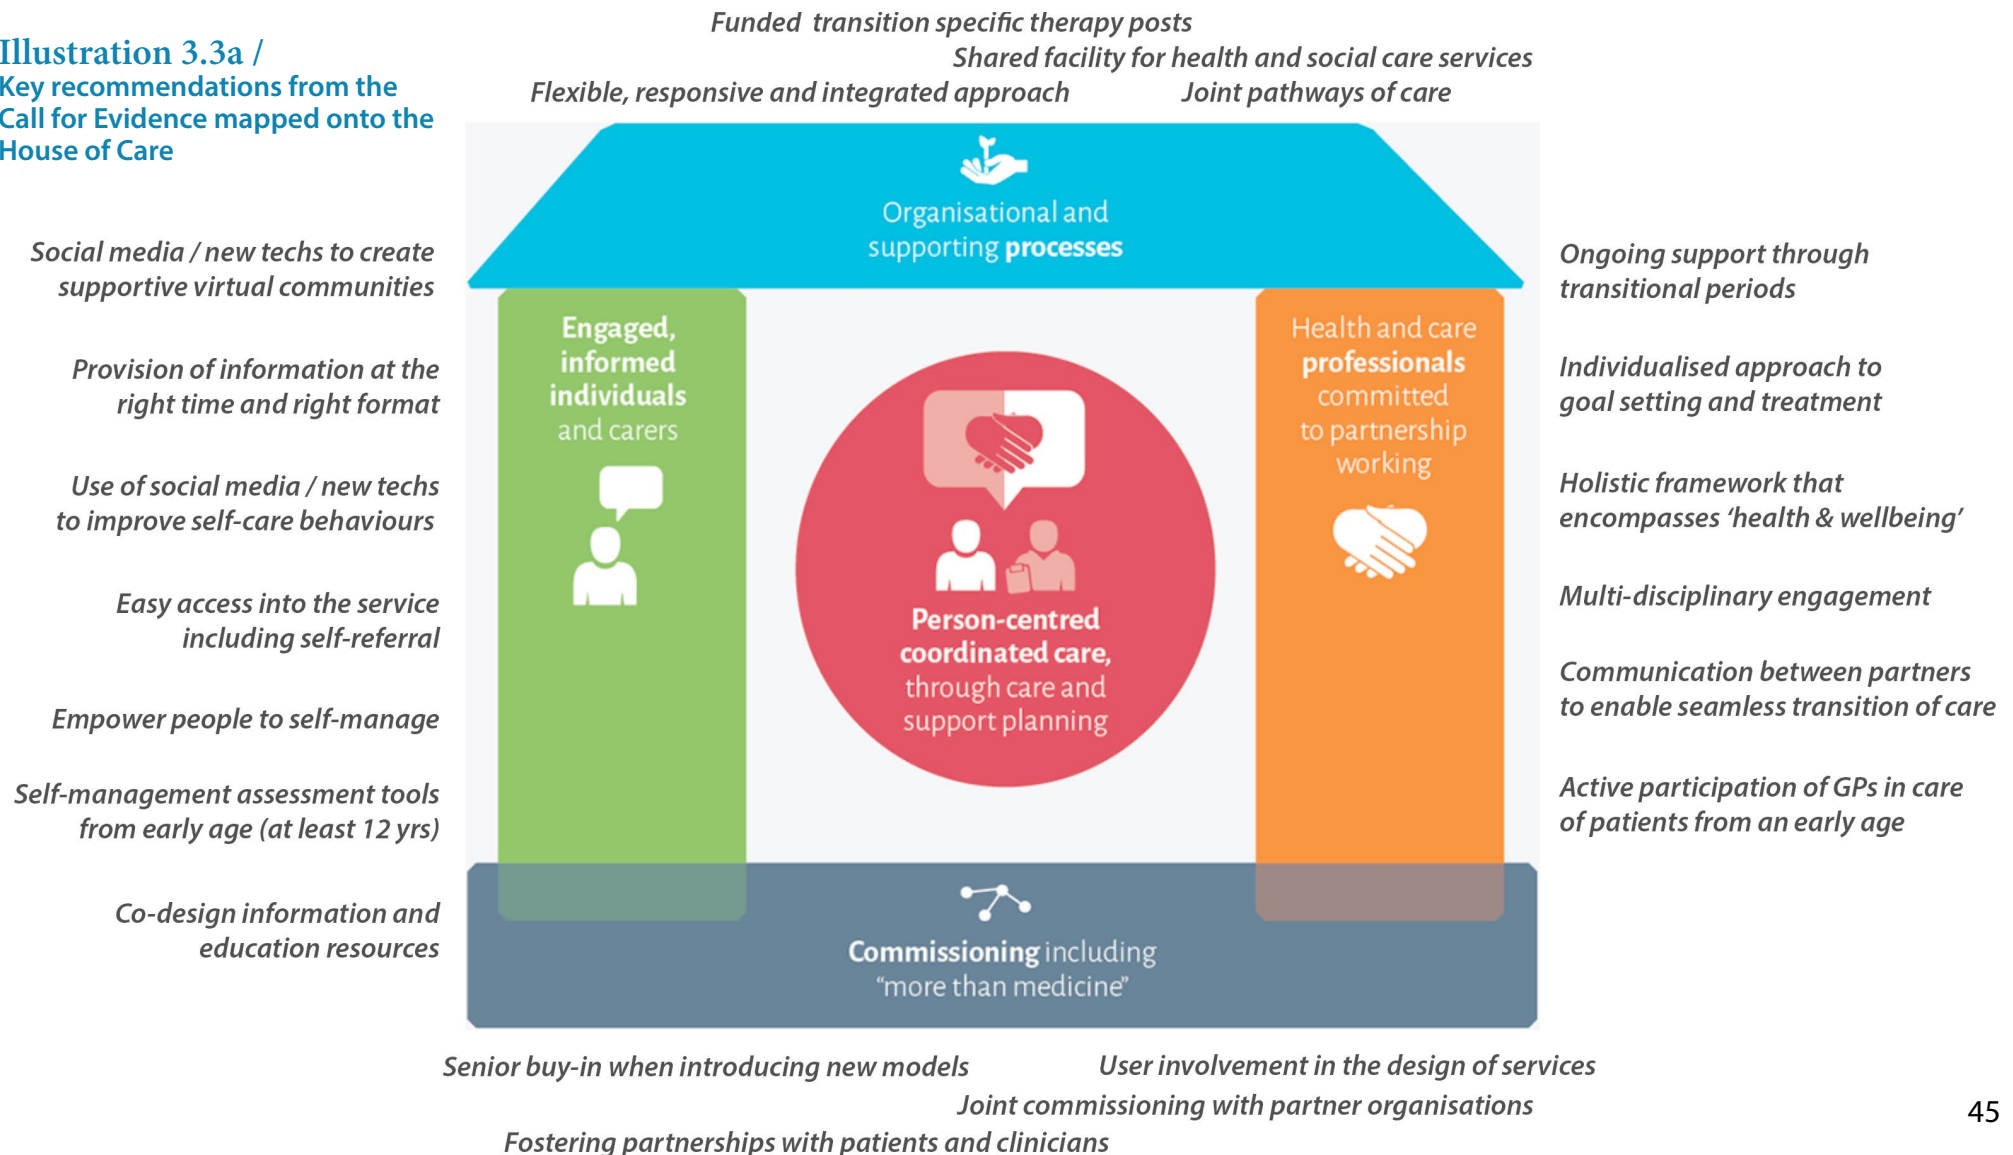 Illustration 3.3a /
Key recommendations from the
Call for Evidence mapped onto the
House of Care
Funded transition specific therapy posts
Shared facility for health and social care services
Flexible, responsive and integrated approach
Joint pathways of care
Organisational and
supporting processes
Social media / new techs to create
supportive virtual communities
Provision of information at the
right time and right format
Use of social media / new techs
to improve self-care behaviours
Easy access into the service
including self-referral
Empower people to self-manage
Self-management assessment tools
from early age (at least 12 yrs)
Co-design information and
education resources
Engaged,
informed
individuals
and carers
Person-centred
coordinated care,
through care and
support planning
Health and care
professionals
committed
to partnership
working
Ongoing support through
transitional periods
Individualised approach to
goal setting and treatment
Holistic framework that
encompasses ‘health & wellbeing’
Multi-disciplinary engagement
Communication between partners
to enable seamless transition of care
Active participation of GPs in care
of patients from an early age
Commissioning including
“more than medicine”
Senior buy-in when introducing new models
User involvement in the design of services
Joint commissioning with partner organisations
Fostering partnerships with patients and clinicians
45